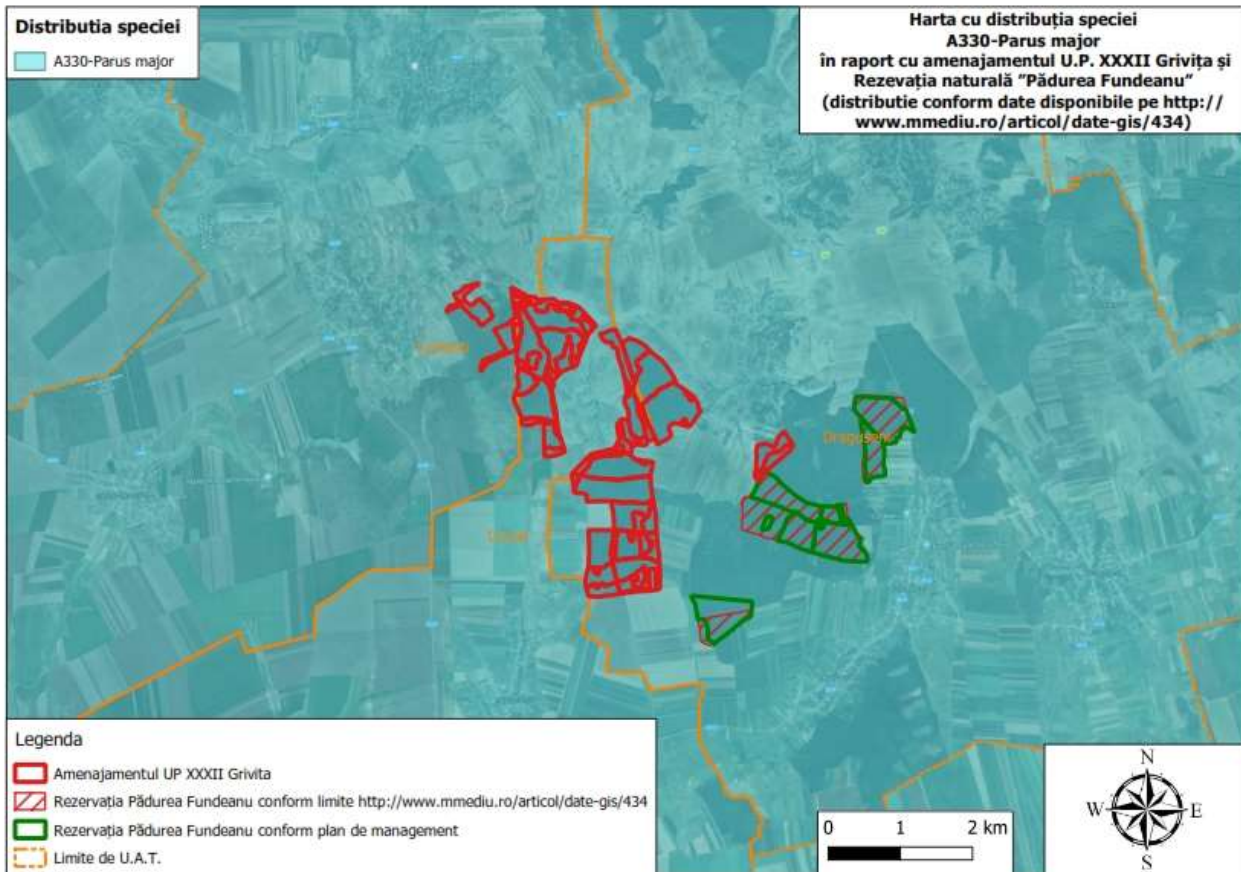 Distributia speciei
A330-Parus major
Harta cu distribuția speciei
A330-Parus major
în raport cu amenajamentul U.P. XXXII Grivița și
Rezevația naturală ”Pădurea Fundeanu”
(distributie conform date disponibile pe http://
www.mmediu.ro/articol/date-gis/434)
Draguseni
Legenda
Amenajamentul UP XXXII Grivita
Rezervația Pădurea Fundeanu conform limite http://www.mmediu.ro/articol/date-gis/434
Rezervația Pădurea Fundeanu conform plan de management
Limite de U.A.T.
0 1 2 km
N
W E
S